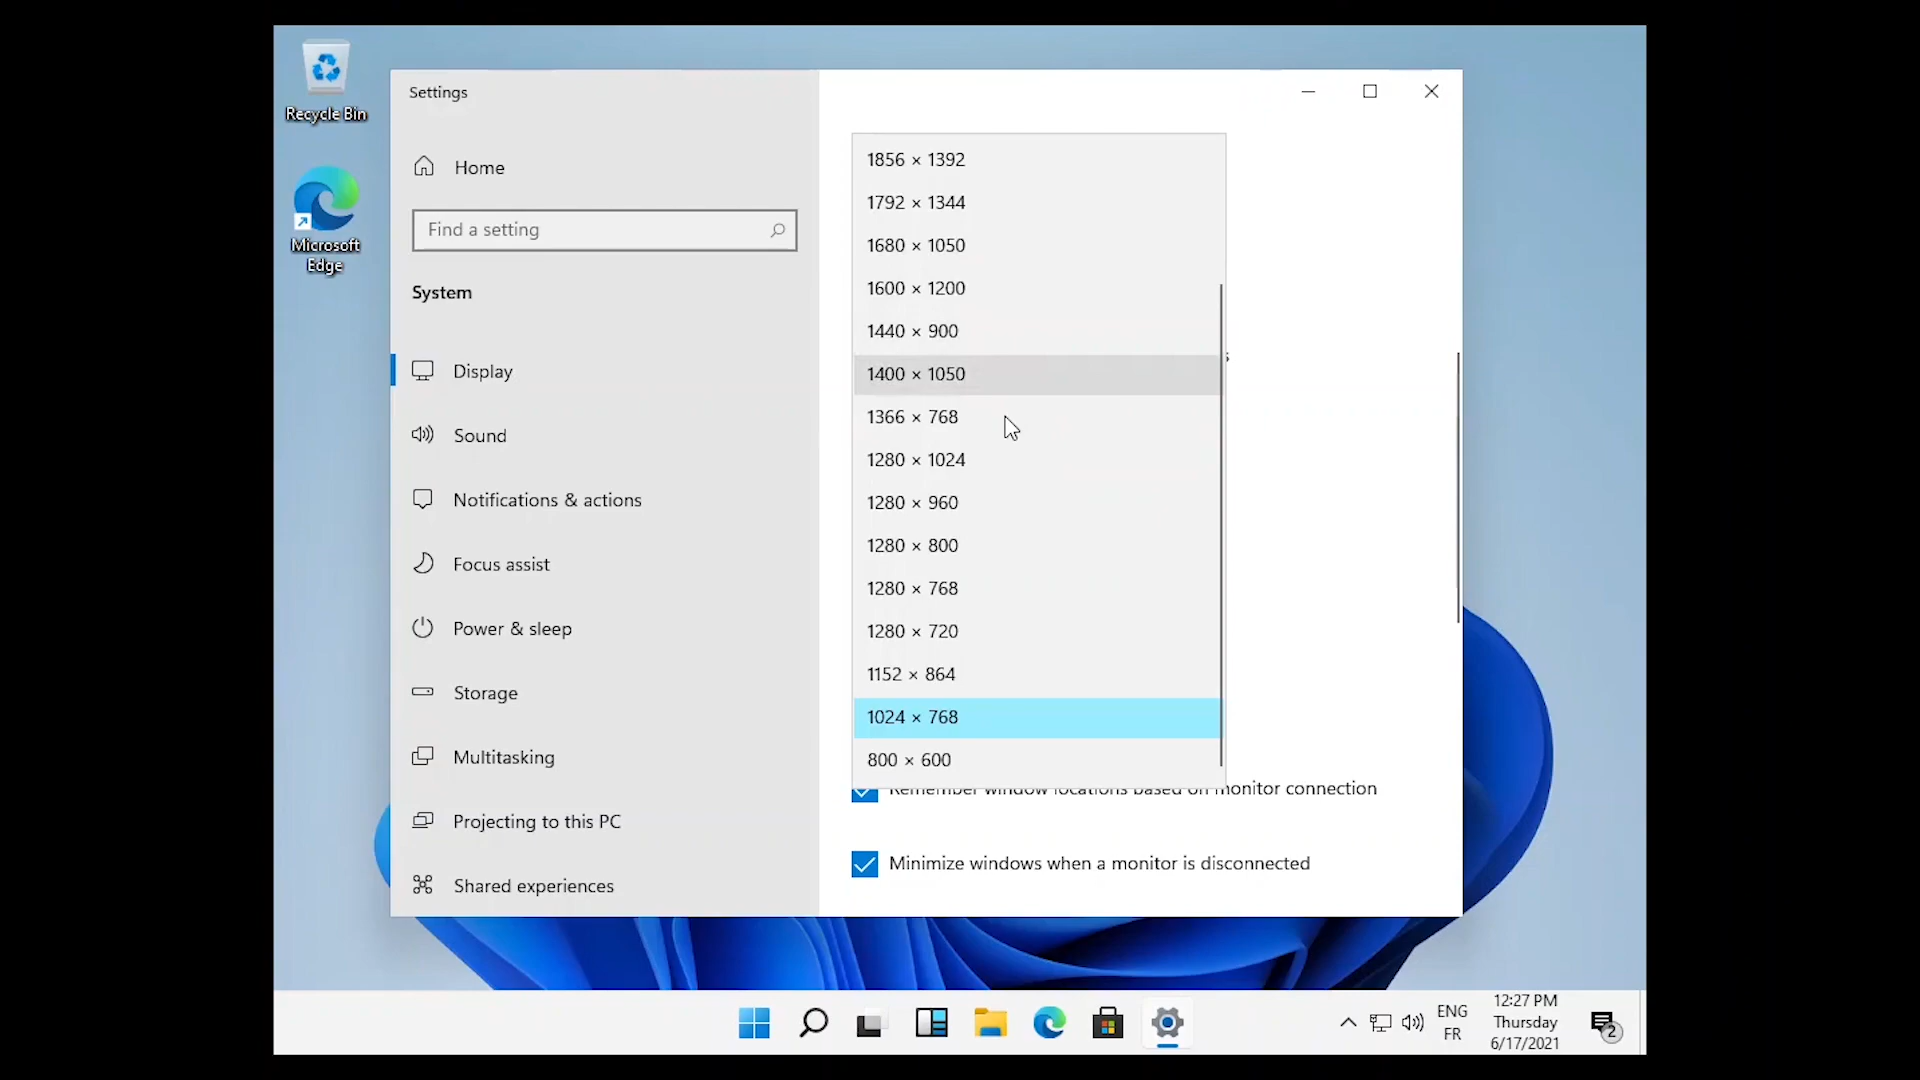 Recycle Bin
Microsoft
Edge
Settings
Home
Find a setting
System
Display
Sound
Notifications & actions
Focus assist
Power & sleep
Storage
Multitasking
Projecting to this PC
Shared experiences
1856 × 1392
1792 × 1344
1680 × 1050
1600 × 1200
1440 × 900
1400 × 1050
1366 × 768
1280 × 1024
1280 × 960
1280 × 800
1280 × 768
1280 × 720
1152 × 864
1024 × 768
800 × 600
Remember window locations based on monitor connection
Minimize windows when a monitor is disconnected
ENG
FR
12:27 PM
Thursday
6/17/2021
2